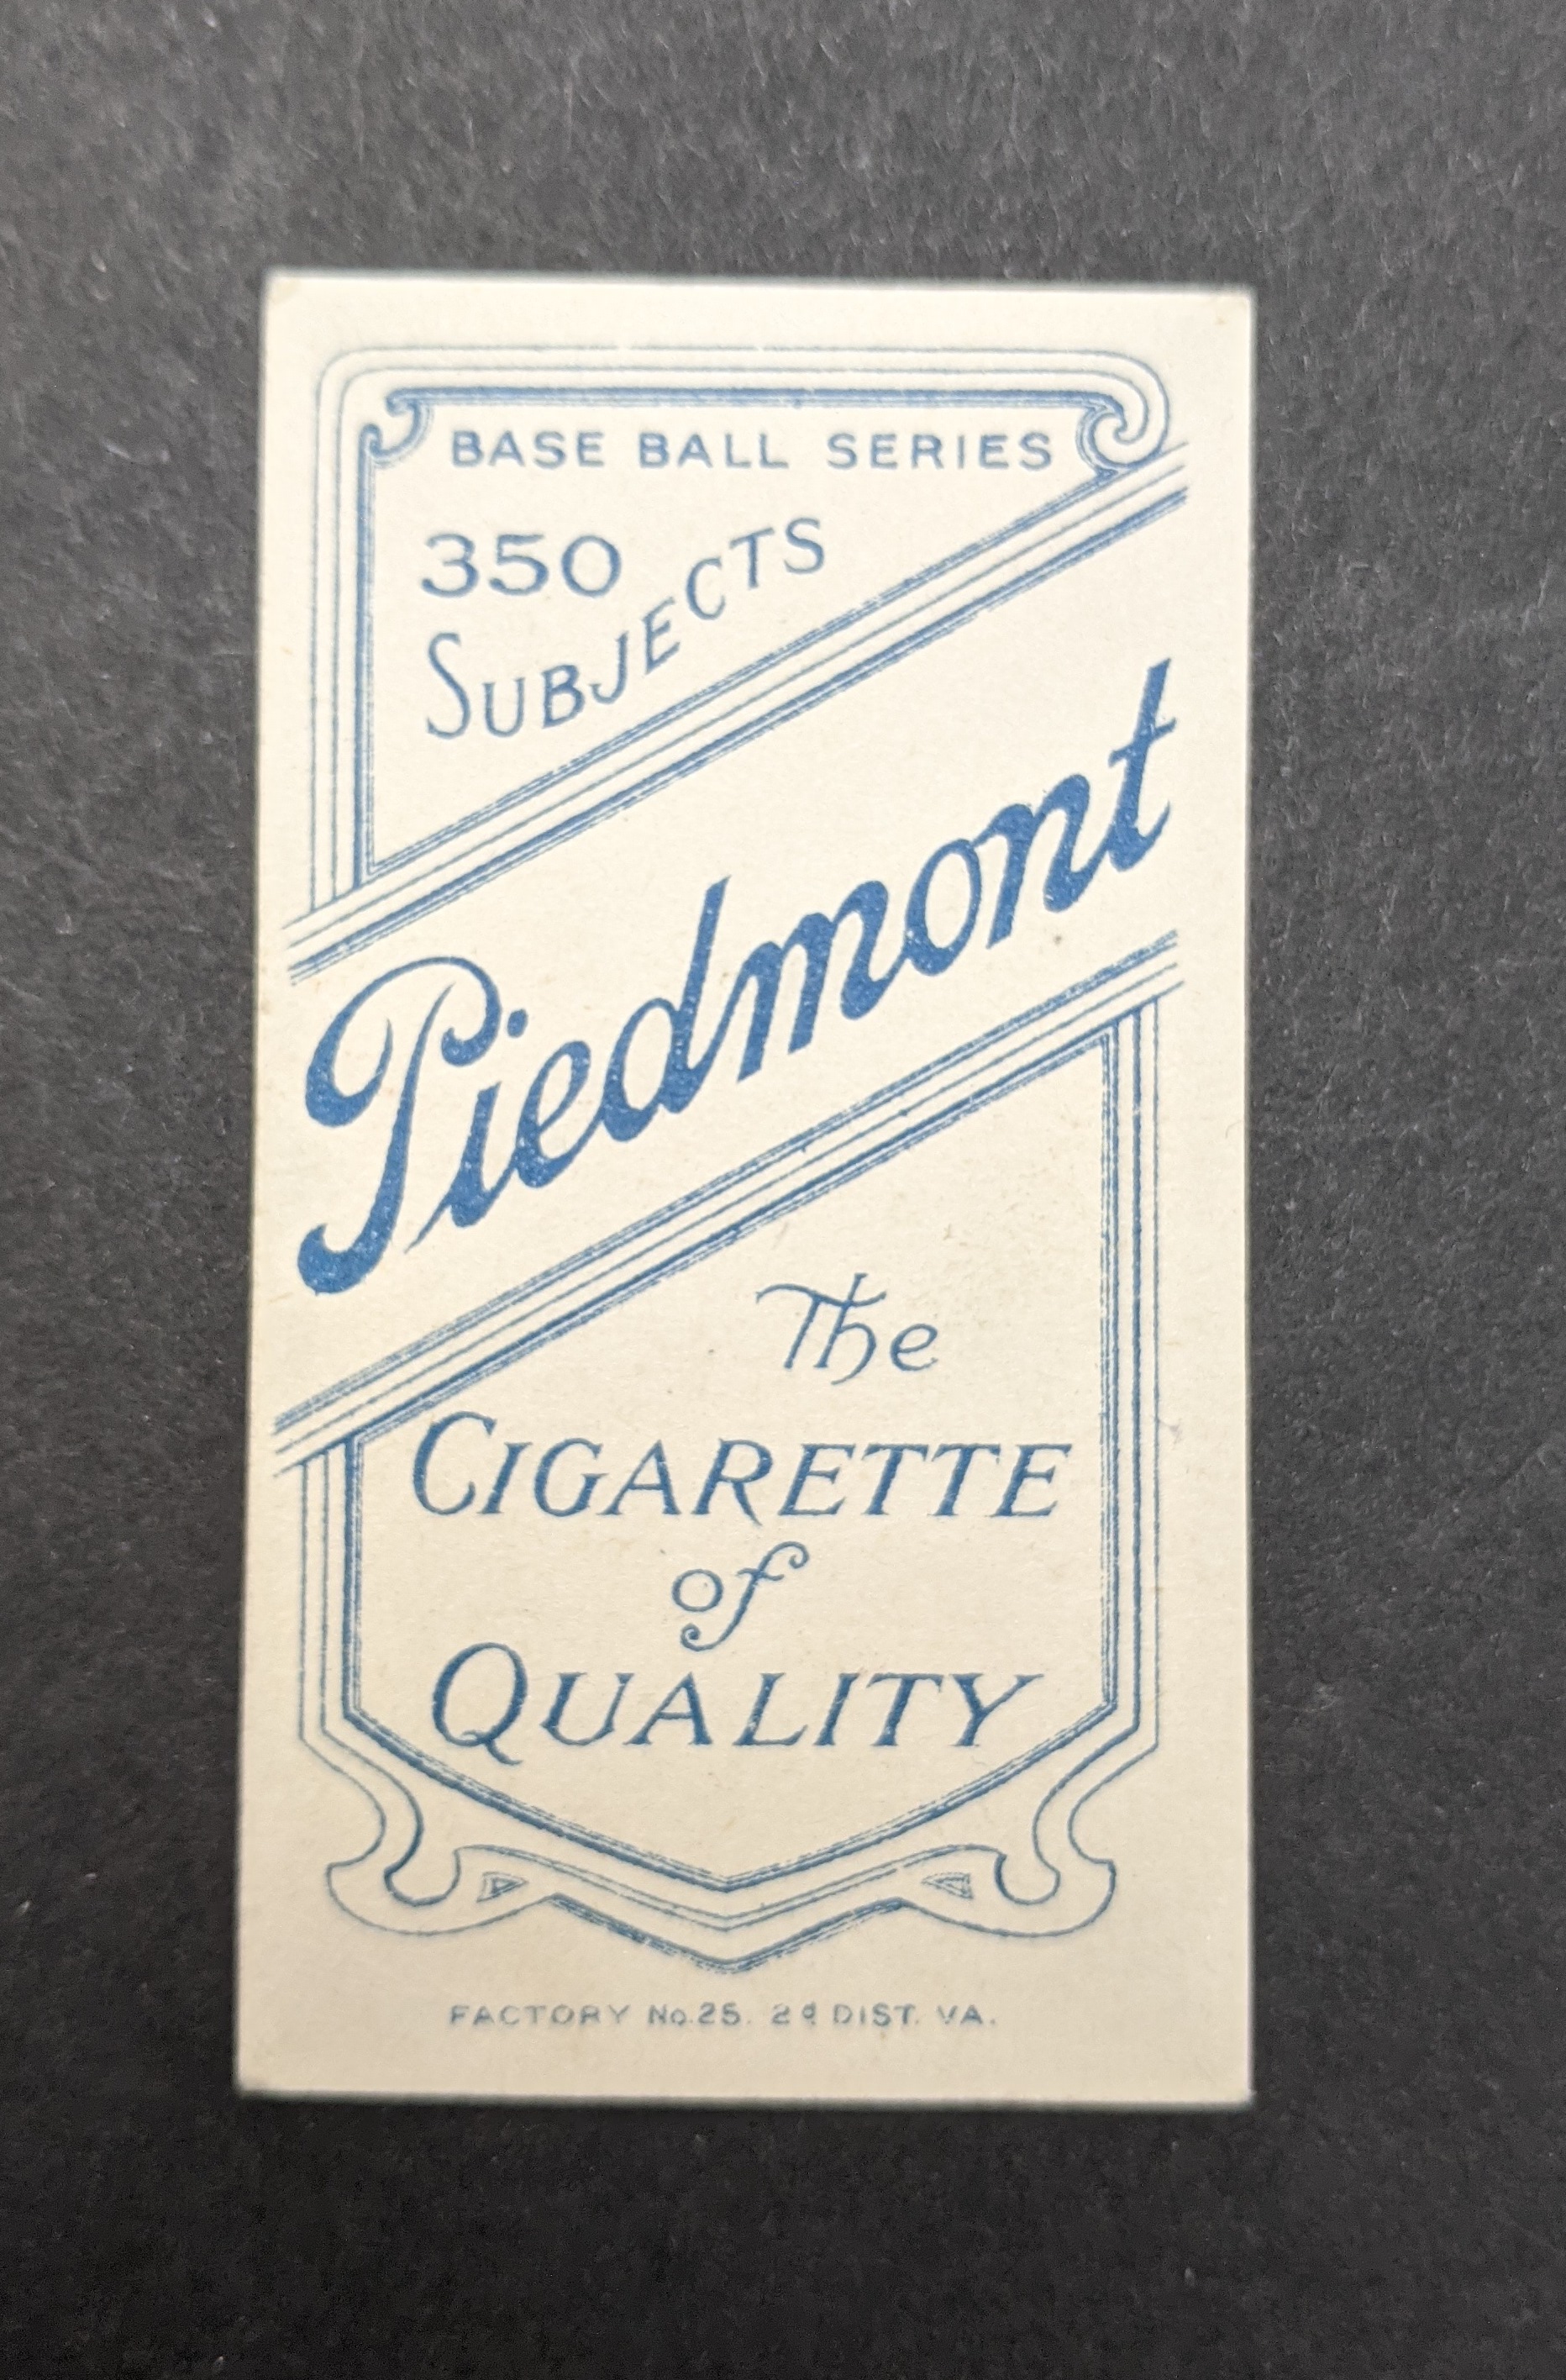 BASE BALL SERIES
350
SUBJECTS
Piedmont
The
CIGARETTE
of
QUALITY
FACTORY No. 25. 2d DIST. VA.